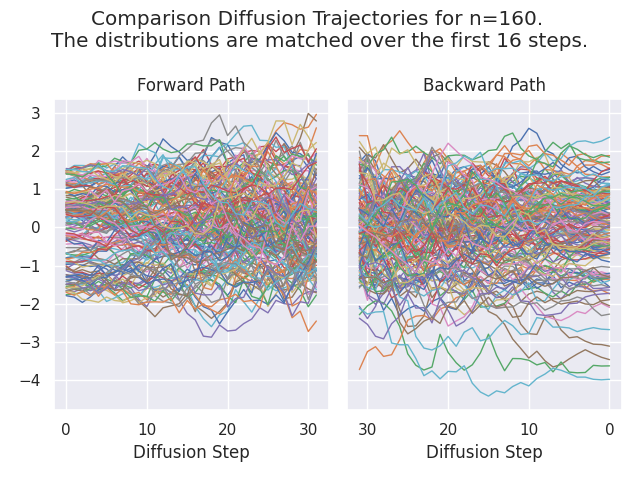 Comparison Diffusion Trajectories for n=160.
The distributions are matched over the first 16 steps.
Forward Path
Backward Path
3
2
1
0
−1
−2
−3
−4
0 10 20 30
30 20 10 0
Diffusion Step
Diffusion Step